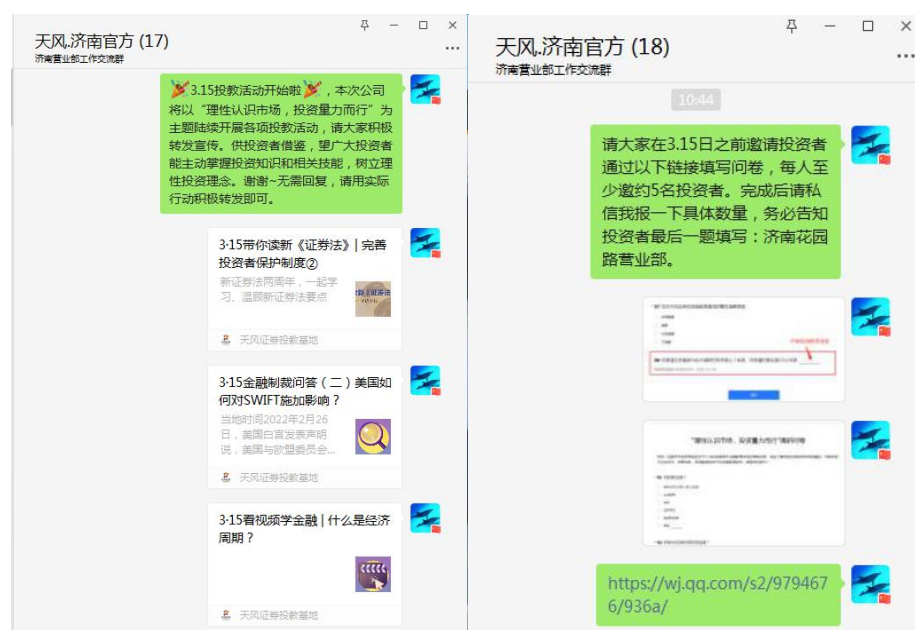 天风.济南官方 (17)
济南营业部工作交流群
🎉3.15投教活动开始啦🎉，本次公司
将以“理性认识市场，投资量力而行”为
主题陆续开展各项投教活动，请大家积极
转发宣传。供投资者借鉴，望广大投资者
能主动掌握投资知识和相关技能，树立理
性投资理念。谢谢~无需回复，请用实际
行动积极转发即可。
3·15带你读新《证券法》| 完善
投资者保护制度②
新证券法两周年，一起学
习、温顾新证券法要点
天风证券投教基地
3·15金融制裁问答（二）美国如
何对SWIFT施加影响？
当地时间2022年2月26
日，美国白宫发表声明
说，美国与欧盟委员会...
天风证券投教基地
3·15看视频学金融 | 什么是经济
周期？
天风证券投教基地
天风.济南官方 (18)
济南营业部工作交流群
10:44
请大家在3.15日之前邀请投资者
通过以下链接填写问卷，每人至
少邀约5名投资者。完成后请私
信我报一下具体数量，务必告知
投资者最后一题填写：济南花园
路营业部。
“理性认识市场，投资量力而行”调研问卷
https://wj.qq.com/s2/979467
6/936a/